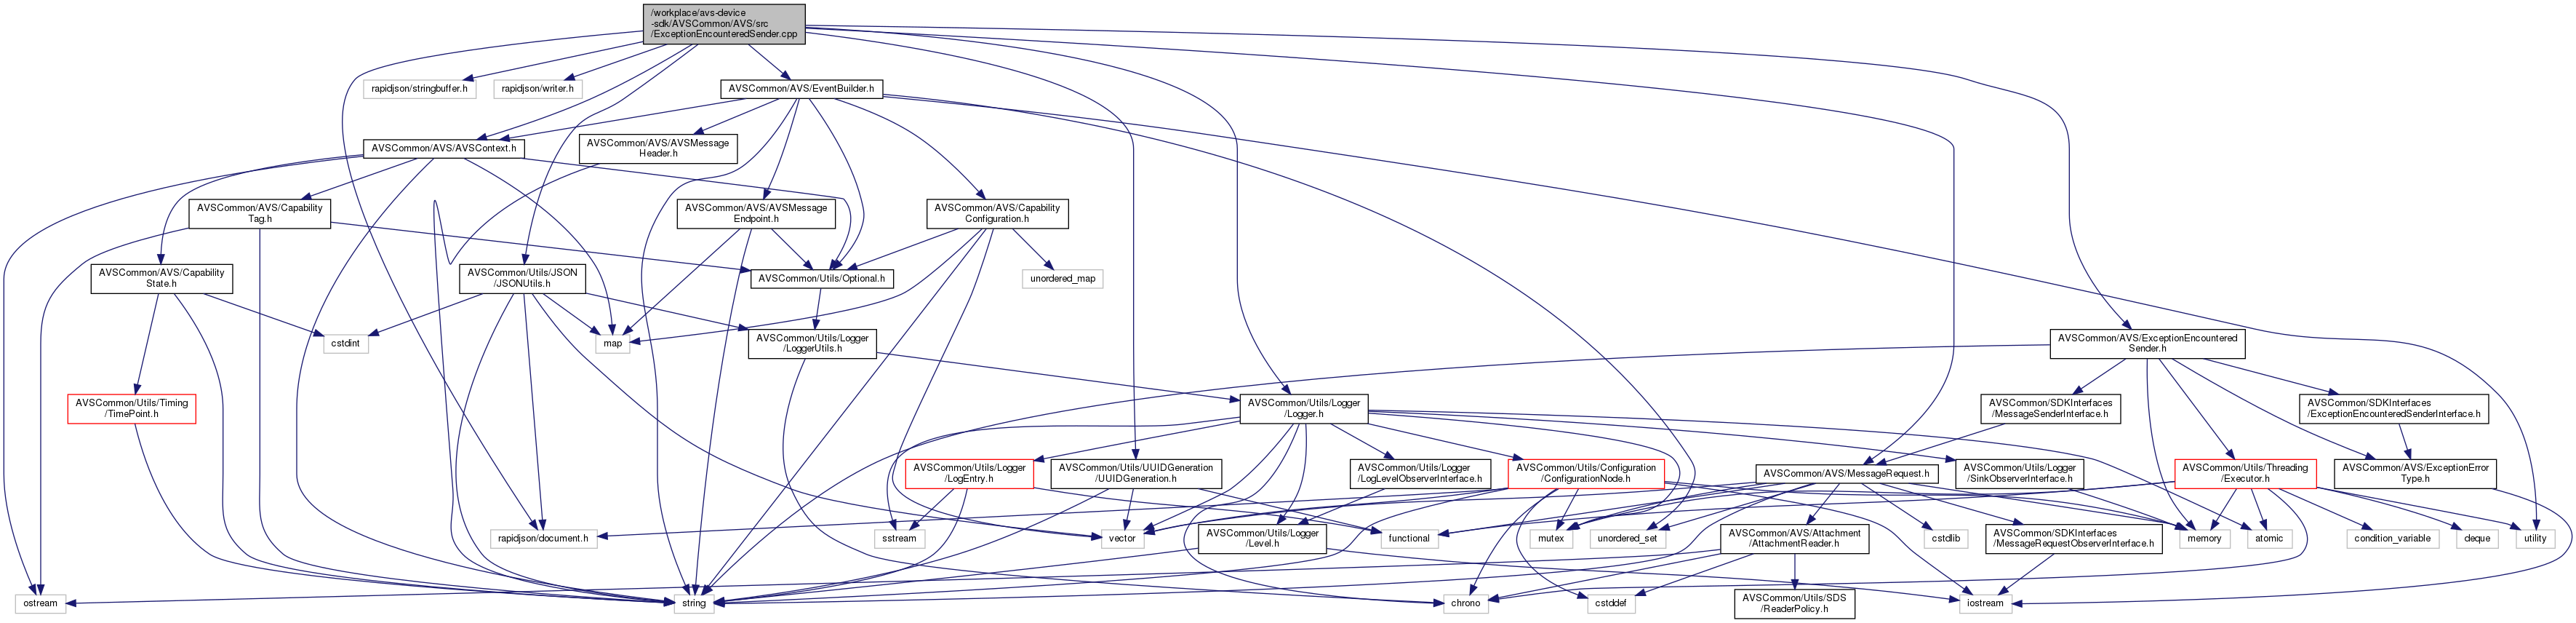 /workplace/avs-device
-sdk/AVSCommon/AVS/src
/ExceptionEncounteredSender.cpp
rapidjson/stringbuffer.h
rapidjson/writer.h
AVSCommon/AVS/EventBuilder.h
AVSCommon/AVS/AVSContext.h
AVSCommon/AVS/AVSMessage
Header.h
AVSCommon/AVS/Capability
Tag.h
AVSCommon/AVS/AVSMessage
Endpoint.h
AVSCommon/AVS/Capability
Configuration.h
AVSCommon/AVS/Capability
State.h
AVSCommon/Utils/JSON
/JSONUtils.h
AVSCommon/Utils/Optional.h
unordered_map
cstdint
map
AVSCommon/Utils/Logger
/LoggerUtils.h
AVSCommon/AVS/ExceptionEncountered
Sender.h
AVSCommon/Utils/Timing
/TimePoint.h
AVSCommon/Utils/Logger
/Logger.h
AVSCommon/SDKInterfaces
/MessageSenderInterface.h
AVSCommon/SDKInterfaces
/ExceptionEncounteredSenderInterface.h
AVSCommon/Utils/Logger
/LogEntry.h
AVSCommon/Utils/UUIDGeneration
/UUIDGeneration.h
AVSCommon/Utils/Logger
/LogLevelObserverInterface.h
AVSCommon/Utils/Configuration
/ConfigurationNode.h
AVSCommon/AVS/MessageRequest.h
AVSCommon/Utils/Logger
/SinkObserverInterface.h
AVSCommon/Utils/Threading
/Executor.h
AVSCommon/AVS/ExceptionError
Type.h
rapidjson/document.h
sstream
vector
AVSCommon/Utils/Logger
/Level.h
functional
mutex
unordered_set
AVSCommon/AVS/Attachment
/AttachmentReader.h
cstdlib
AVSCommon/SDKInterfaces
/MessageRequestObserverInterface.h
memory
atomic
condition_variable
deque
utility
ostream
string
chrono
cstddef
AVSCommon/Utils/SDS
/ReaderPolicy.h
iostream